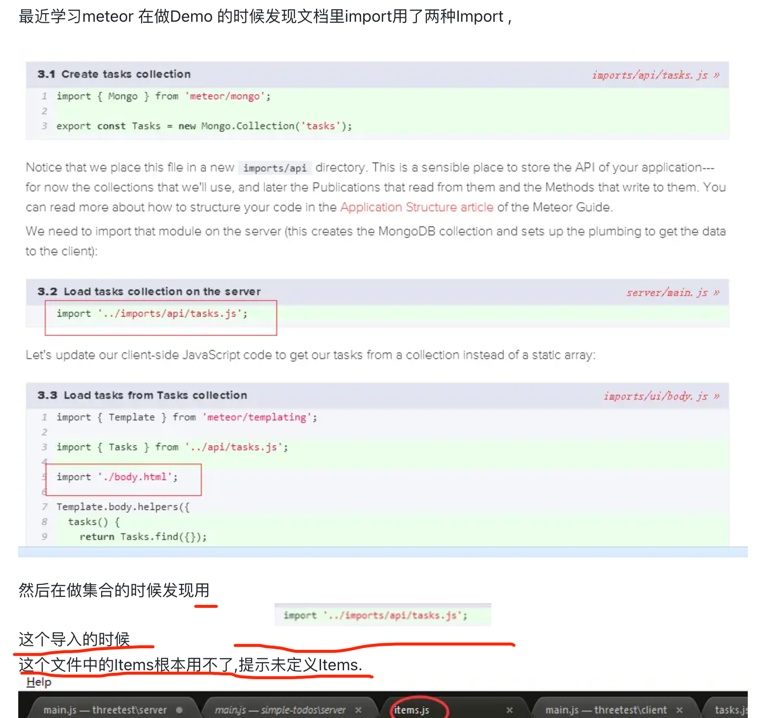 最近学习meteor 在做Demo 的时候发现文档里import用了两种Import ,
3.1 Create tasks collection
imports/api/tasks.js »
1 import { Mongo } from 'meteor/mongo';
2
3 export const Tasks = new Mongo.Collection('tasks');
Notice that we place this file in a new imports/api directory. This is a sensible place to store the API of your application---
for now the collections that we'll use, and later the Publications that read from them and the Methods that write to them. You
can read more about how to structure your code in the Application Structure article of the Meteor Guide.
We need to import that module on the server (this creates the MongoDB collection and sets up the plumbing to get the data
to the client):
3.2 Load tasks collection on the server
server/main.js »
import '../imports/api/tasks.js';
Let's update our client-side JavaScript code to get our tasks from a collection instead of a static array:
3.3 Load tasks from Tasks collection
imports/ui/body.js »
1 import { Template } from 'meteor/templating';
2
3 import { Tasks } from '../api/tasks.js';
4
5 import './body.html';
6
7 Template.body.helpers({
8 tasks() {
9 return Tasks.find({});
然后在做集合的时候发现用
import '../imports/api/tasks.js';
这个导入的时候
这个文件中的Items根本用不了,提示未定义Items.
Help
main.js — threetest\server
main.js — simple-todos\server ×
items.js ×
main.js — threetest\client ×
tasks.js